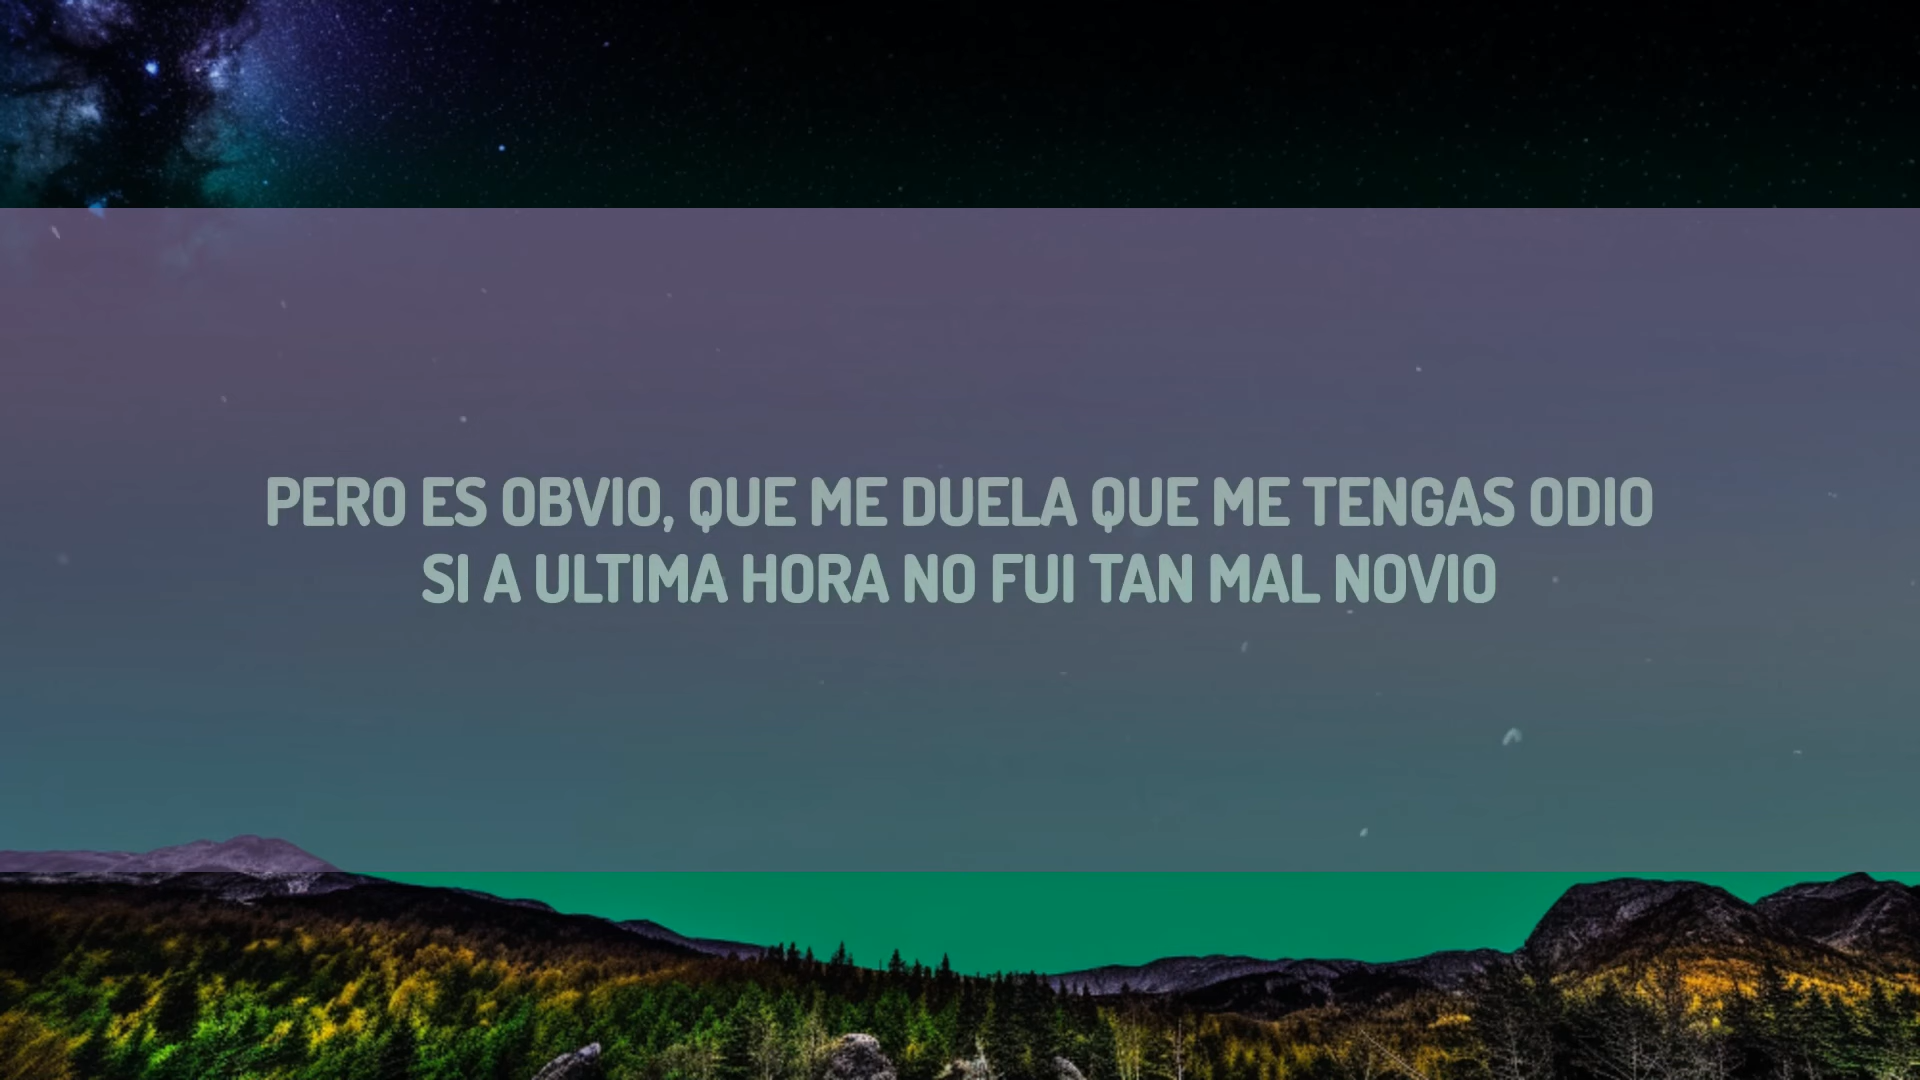 PERO ES OBVIO, QUE ME DUELA QUE ME TENGAS ODIO
SI A ULTIMA HORA NO FUI TAN MAL NOVIO